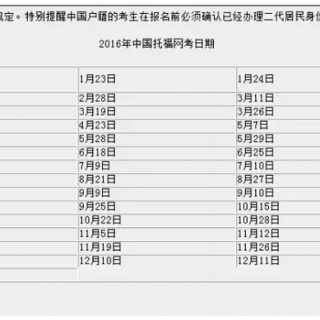 规定。特别提醒中国户籍的考生在报名前必须确认已经办理二代居民身份
2016年中国托福网考日期
1月23日 1月24日
2月28日 3月11日
3月19日 3月26日
4月23日 5月7日
5月28日 5月29日
6月18日 6月25日
7月9日 7月10日
8月21日 8月27日
9月9日 9月10日
9月25日 10月15日
10月22日 10月28日
11月5日 11月12日
11月19日 11月26日
12月10日 12月11日